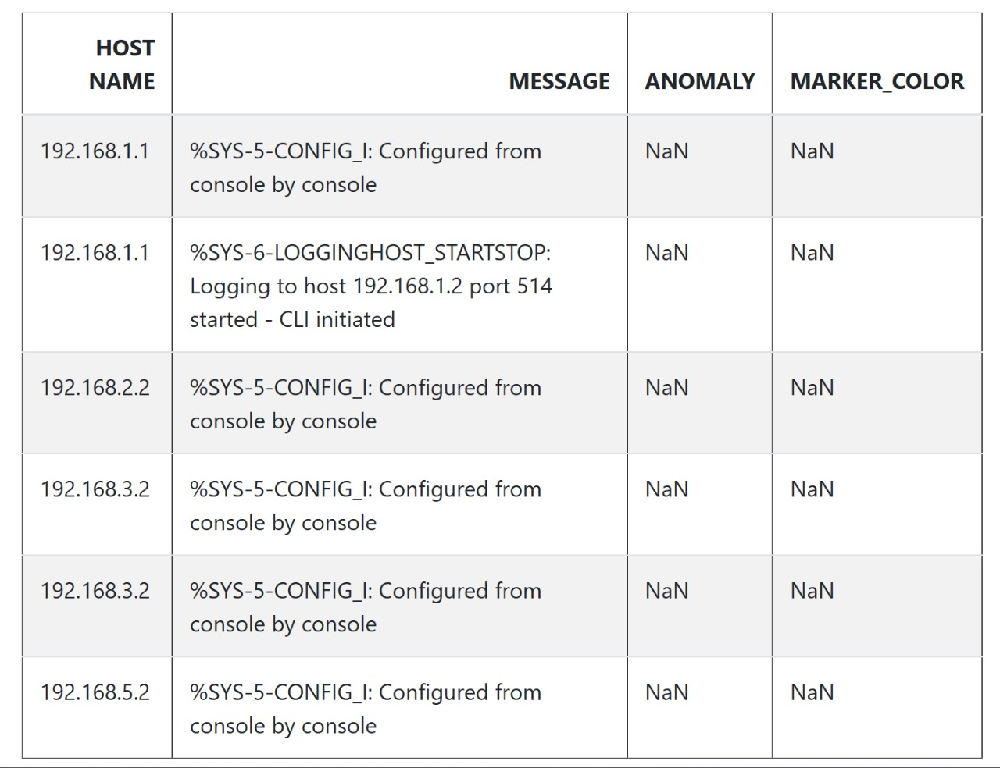 HOST
NAME MESSAGE ANOMALY MARKER_COLOR
192.168.1.1 %SYS-5-CONFIG_I: Configured from NaN NaN
console by console
192.168.1.1 %SYS-6-LOGGINGHOST_STARTSTOP: NaN NaN
Logging to host 192.168.1.2 port 514
started - CLI initiated
192.168.2.2 %SYS-5-CONFIG_I: Configured from NaN NaN
console by console
192.168.3.2 %SYS-5-CONFIG_I: Configured from NaN NaN
console by console
192.168.3.2 %SYS-5-CONFIG_I: Configured from NaN NaN
console by console
192.168.5.2 %SYS-5-CONFIG_I: Configured from NaN NaN
console by console